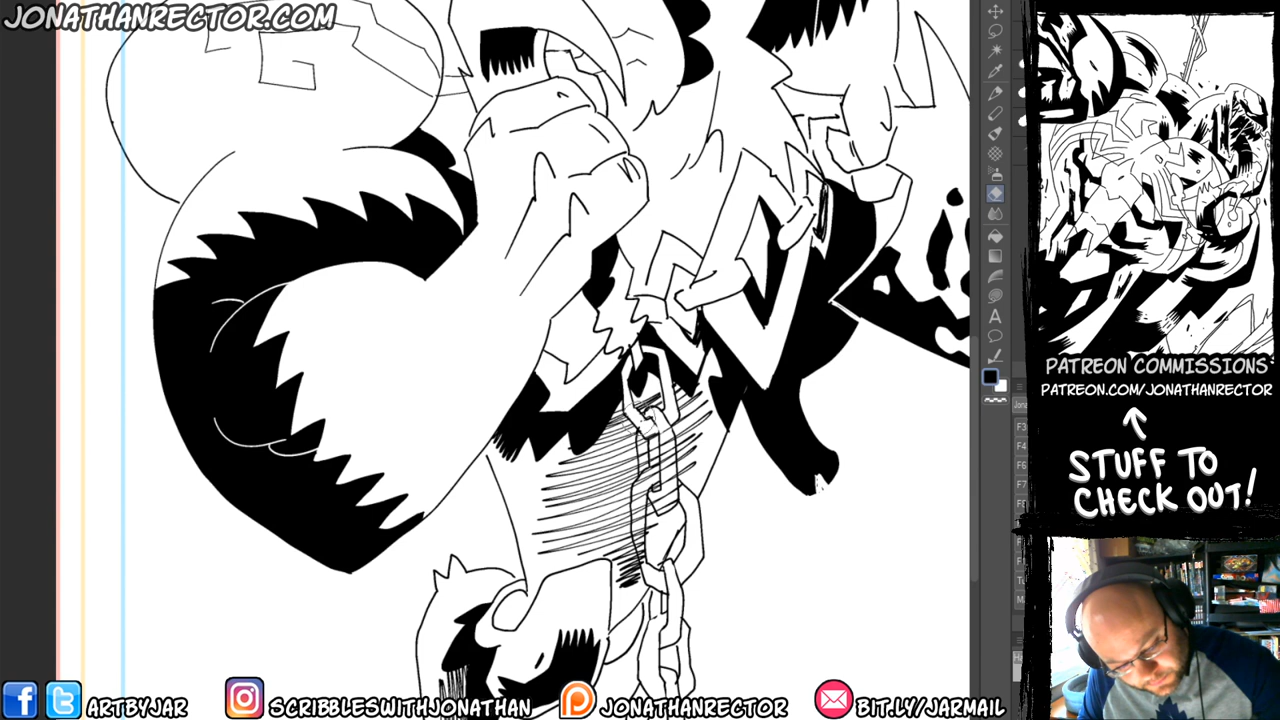 JONATHANRECTOR.COM
PATREON COMMISSIONS
PATREON.COM/JONATHANRECTOR
STUFF TO
CHECK OUT!
ARTBYJAR
SCRIBBLESWITHJONATHAN
JONATHANRECTOR
BIT.LY/JARMAIL